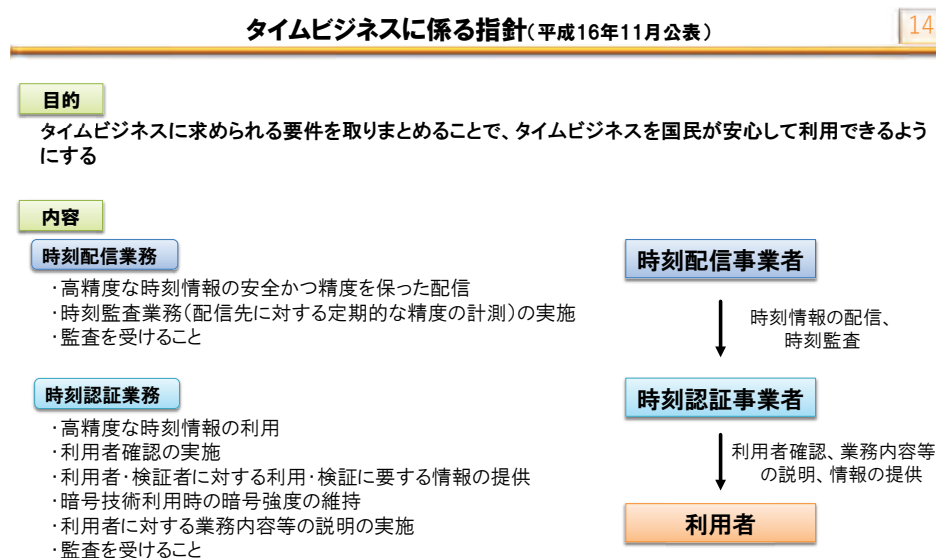 タイムビジネスに係る指針(平成16年11月公表)
14
目的
タイムビジネスに求められる要件を取りまとめることで、タイムビジネスを国民が安心して利用できるよう
にする
内容
時刻配信業務
・高精度な時刻情報の安全かつ精度を保った配信
・時刻監査業務(配信先に対する定期的な精度の計測)の実施
・監査を受けること
時刻認証業務
・高精度な時刻情報の利用
・利用者確認の実施
・利用者・検証者に対する利用・検証に要する情報の提供
・暗号技術利用時の暗号強度の維持
・利用者に対する業務内容等の説明の実施
・監査を受けること
時刻配信事業者
時刻情報の配信、
時刻監査
時刻認証事業者
利用者確認、業務内容等
の説明、情報の提供
利用者